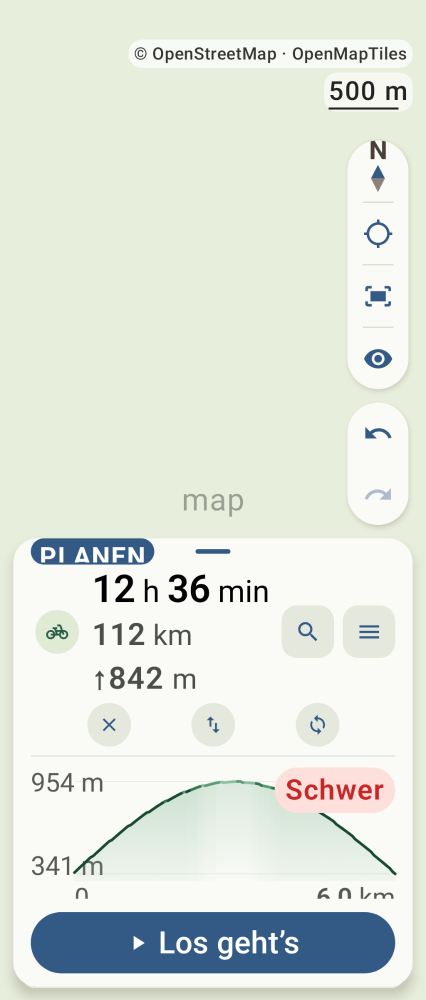 © OpenStreetMap · OpenMapTiles
500 m
N
map
PLANEN
12 h 36 min
112 km
↑842 m
954 m
Schwer
341 m
0 6.0 km
Los geht’s